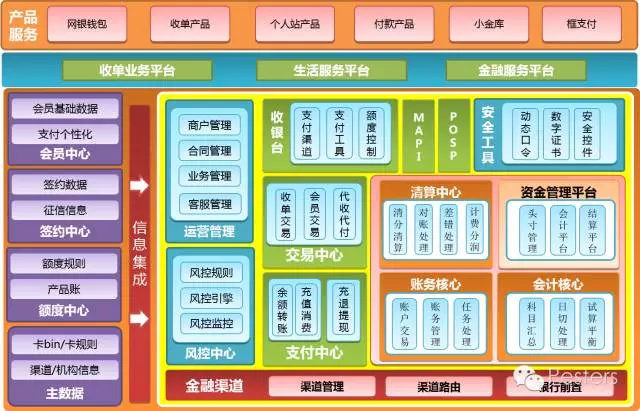 产品
服务
网银钱包
收单产品
个人站产品
付款产品
小金库
框支付
收单业务平台
生活服务平台
金融服务平台
会员基础数据
支付个性化
会员中心
签约数据
征信信息
签约中心
额度规则
产品账
额度中心
卡bin/卡规则
渠道/机构信息
主数据
信息集成
商户管理
合同管理
业务管理
客服管理
运营管理
风控规则
风控引擎
风控监控
风控中心
收银台
支付渠道
支付工具
额度控制
MAPI
POSP
安全工具
动态口令
数字证书
安全控件
收单交易
会员交易
代收代付
交易中心
余额转账
充值消费
充退提现
支付中心
清算中心
清分清算
对账处理
差错处理
计费分润
资金管理平台
头寸管理
会计平台
结算平台
账务核心
账户交易
账务管理
任务处理
会计核心
科目汇总
日切处理
试算平衡
金融渠道
渠道管理
渠道路由
银行前置
Pesters